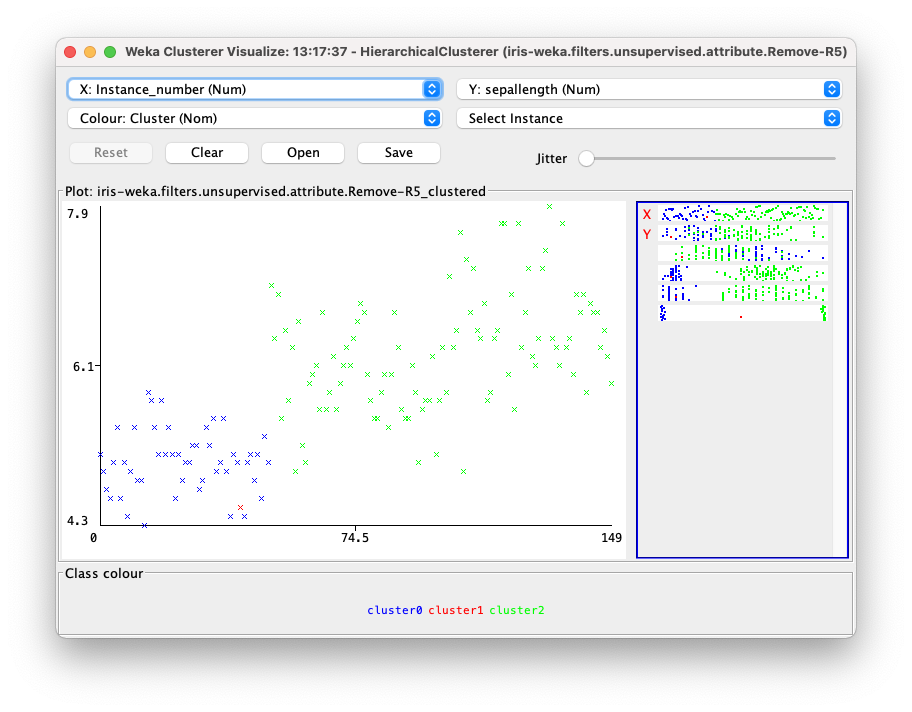 Weka Clusterer Visualize: 13:17:37 - HierarchicalClusterer (iris-weka.filters.unsupervised.attribute.Remove-R5)
X: Instance_number (Num)
Y: sepallength (Num)
Colour: Cluster (Nom)
Select Instance
Reset
Clear
Open
Save
Jitter
Plot: iris-weka.filters.unsupervised.attribute.Remove-R5_clustered
7.9
6.1
4.3
0
74.5
149
X
Y
Class colour
cluster0 cluster1 cluster2